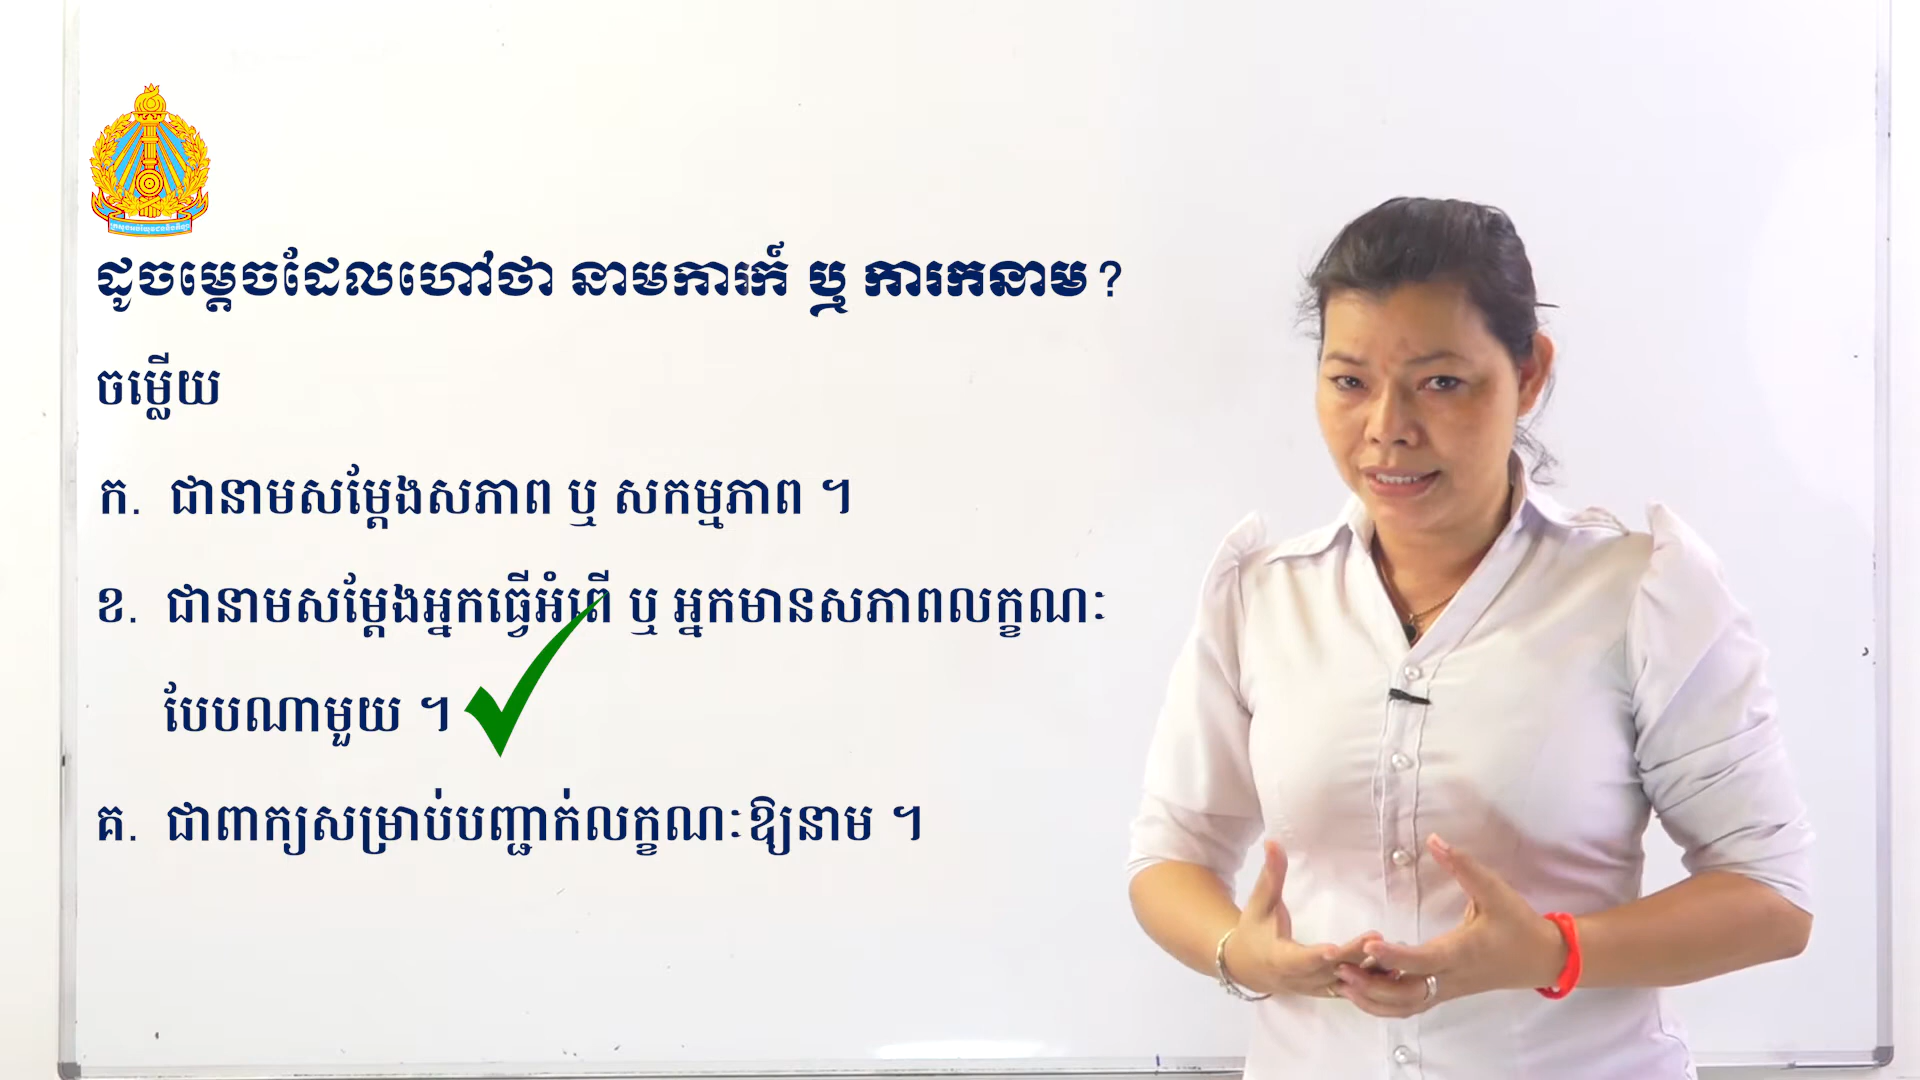 ដូចម្ដេចដែលហៅថា នាមការក៍ ឬ ការកនាម ?
ចម្លើយ
ក. ជានាមសម្ដែងសភាព ឬ សកម្មភាព ។
ខ. ជានាមសម្ដែងអ្នកធ្វើអំពើ ឬ អ្នកមានសភាពលក្ខណៈ
បែបណាមួយ ។
គ. ជាពាក្យសម្រាប់បញ្ជាក់លក្ខណៈឱ្យនាម ។